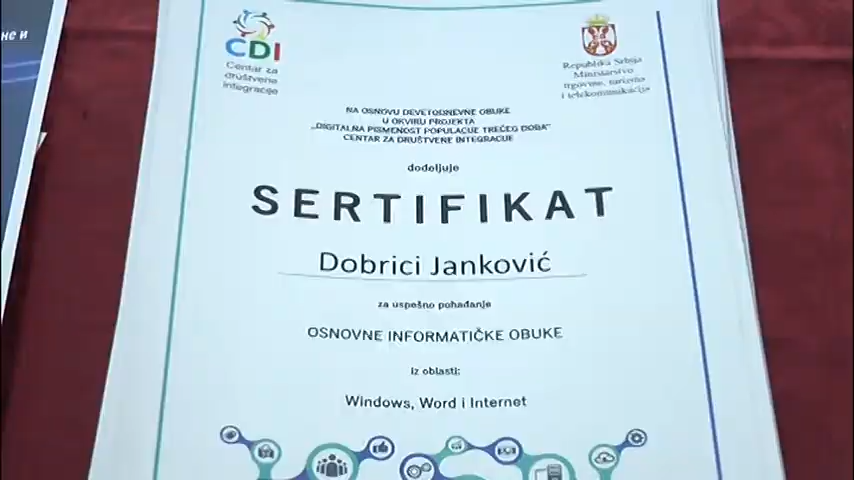 не и
CDI
Centar za
društvene
integracije
Republika Srbija
Ministarstvo
trgovine, turizma
i telekomunikacija
NA OSNOVU DEVETODNEVNE OBUKE
U OKVIRU PROJEKTA
„DIGITALNA PISMENOST POPULACIJE TREĆEG DOBA“
CENTAR ZA DRUŠTVENE INTEGRACIJE
dodeljuje
SERTIFIKAT
Dobrici Janković
za uspešno pohađanje
OSNOVNE INFORMATIČKE OBUKE
iz oblasti:
Windows, Word i Internet